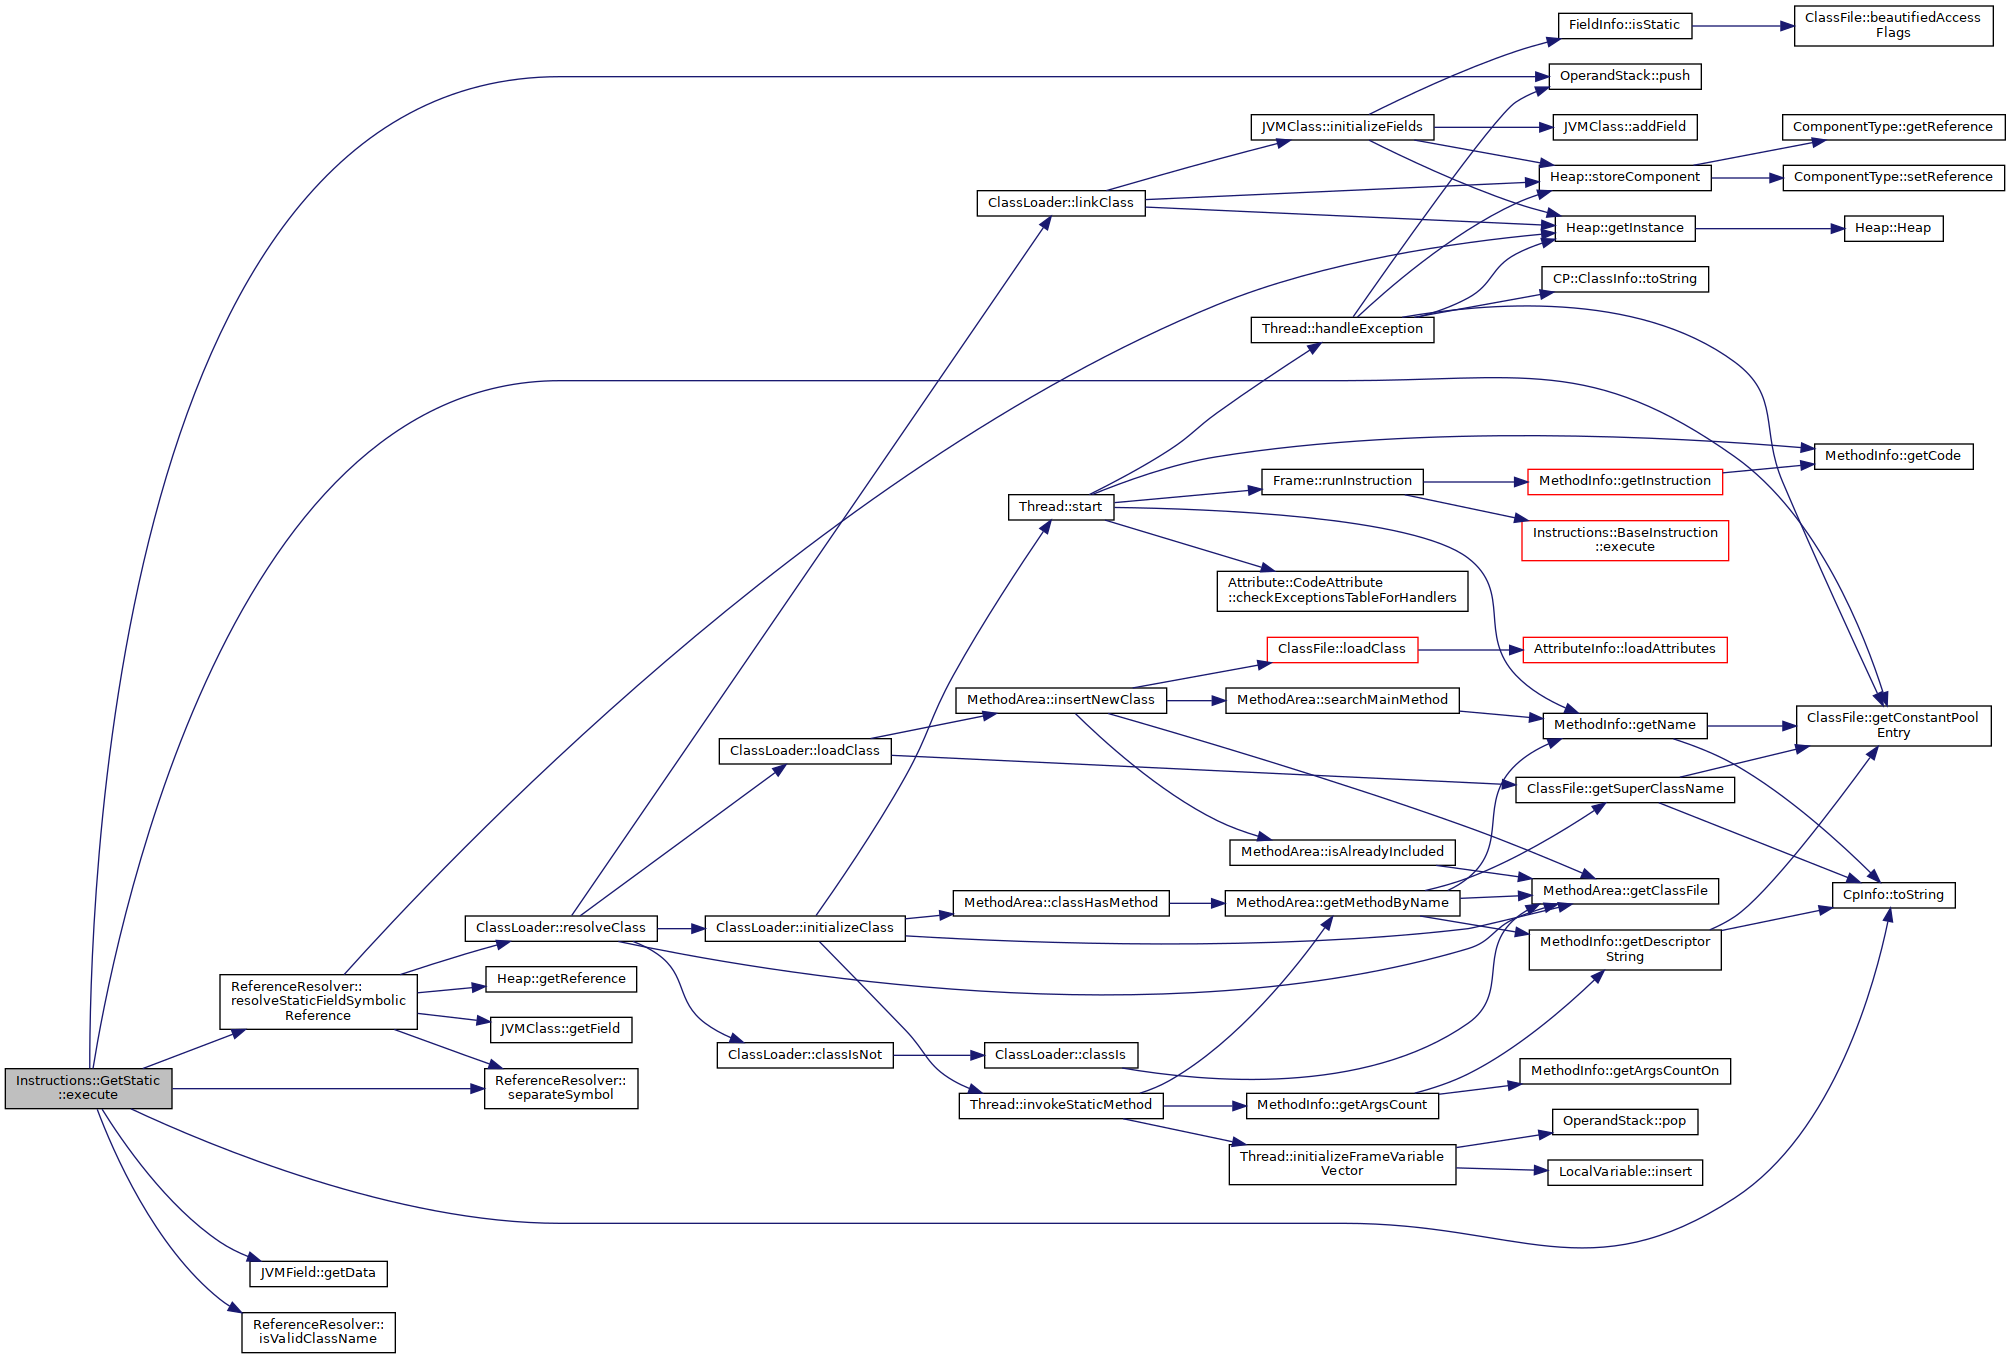 FieldInfo::isStatic
ClassFile::beautifiedAccess
Flags
OperandStack::push
JVMClass::initializeFields
JVMClass::addField
ComponentType::getReference
Heap::storeComponent
ComponentType::setReference
ClassLoader::linkClass
Heap::getInstance
Heap::Heap
CP::ClassInfo::toString
Thread::handleException
MethodInfo::getCode
Frame::runInstruction
MethodInfo::getInstruction
Thread::start
Instructions::BaseInstruction
::execute
Attribute::CodeAttribute
::checkExceptionsTableForHandlers
ClassFile::loadClass
AttributeInfo::loadAttributes
MethodArea::insertNewClass
MethodArea::searchMainMethod
MethodInfo::getName
ClassFile::getConstantPool
Entry
ClassLoader::loadClass
ClassFile::getSuperClassName
MethodArea::isAlreadyIncluded
MethodArea::getClassFile
CpInfo::toString
MethodArea::classHasMethod
MethodArea::getMethodByName
ClassLoader::resolveClass
ClassLoader::initializeClass
MethodInfo::getDescriptor
String
ReferenceResolver::
resolveStaticFieldSymbolic
Reference
Heap::getReference
JVMClass::getField
ClassLoader::classIsNot
ClassLoader::classIs
Instructions::GetStatic
::execute
ReferenceResolver::
separateSymbol
MethodInfo::getArgsCountOn
Thread::invokeStaticMethod
MethodInfo::getArgsCount
OperandStack::pop
Thread::initializeFrameVariable
Vector
LocalVariable::insert
JVMField::getData
ReferenceResolver::
isValidClassName